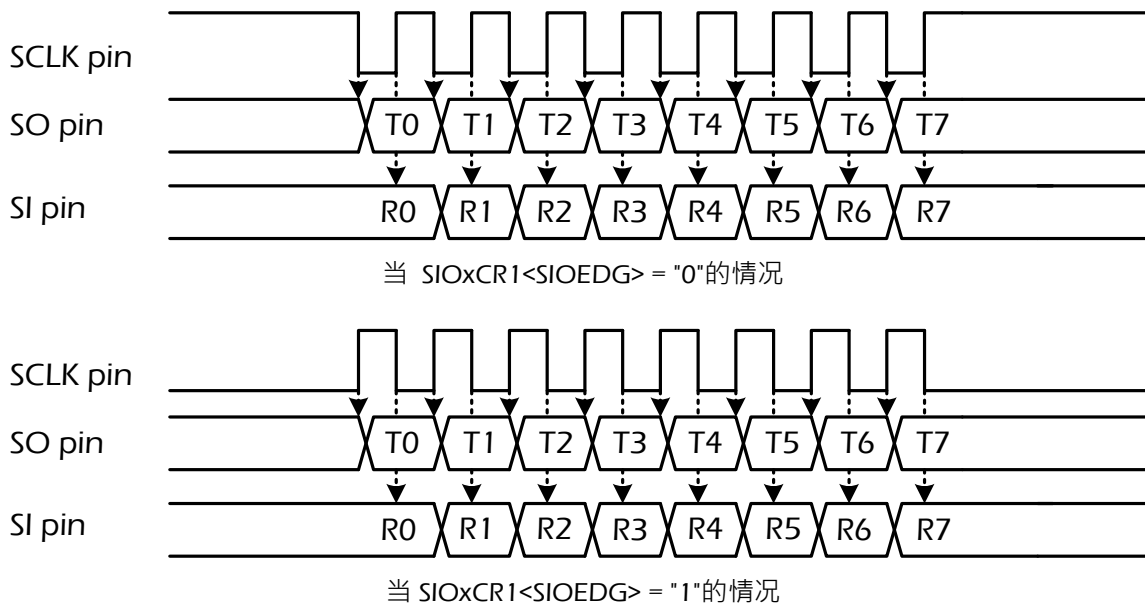 SCLK pin
SO pin T0 T1 T2 T3 T4 T5 T6 T7
SI pin R0 R1 R2 R3 R4 R5 R6 R7
当 SIOxCR1<SIOEDG> = "0"的情况
SCLK pin
SO pin T0 T1 T2 T3 T4 T5 T6 T7
SI pin R0 R1 R2 R3 R4 R5 R6 R7
当 SIOxCR1<SIOEDG> = "1"的情况